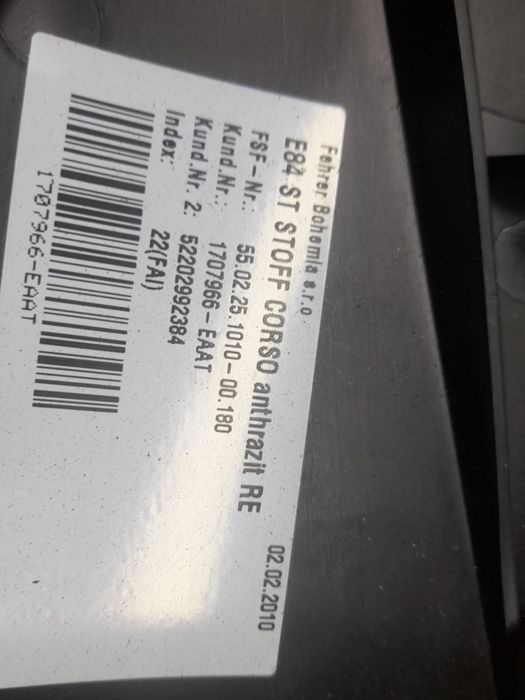 Fehrer Bohemia s.r.o.
02.02.2010
E84 ST STOFF CORSO anthrazit RE
FSF-Nr.: 55.02.25.1010-00.180
Kund.Nr.: 1707966-EAAT
Kund.Nr. 2: 52202992384
Index: 22(FAI)
1707966-EAAT